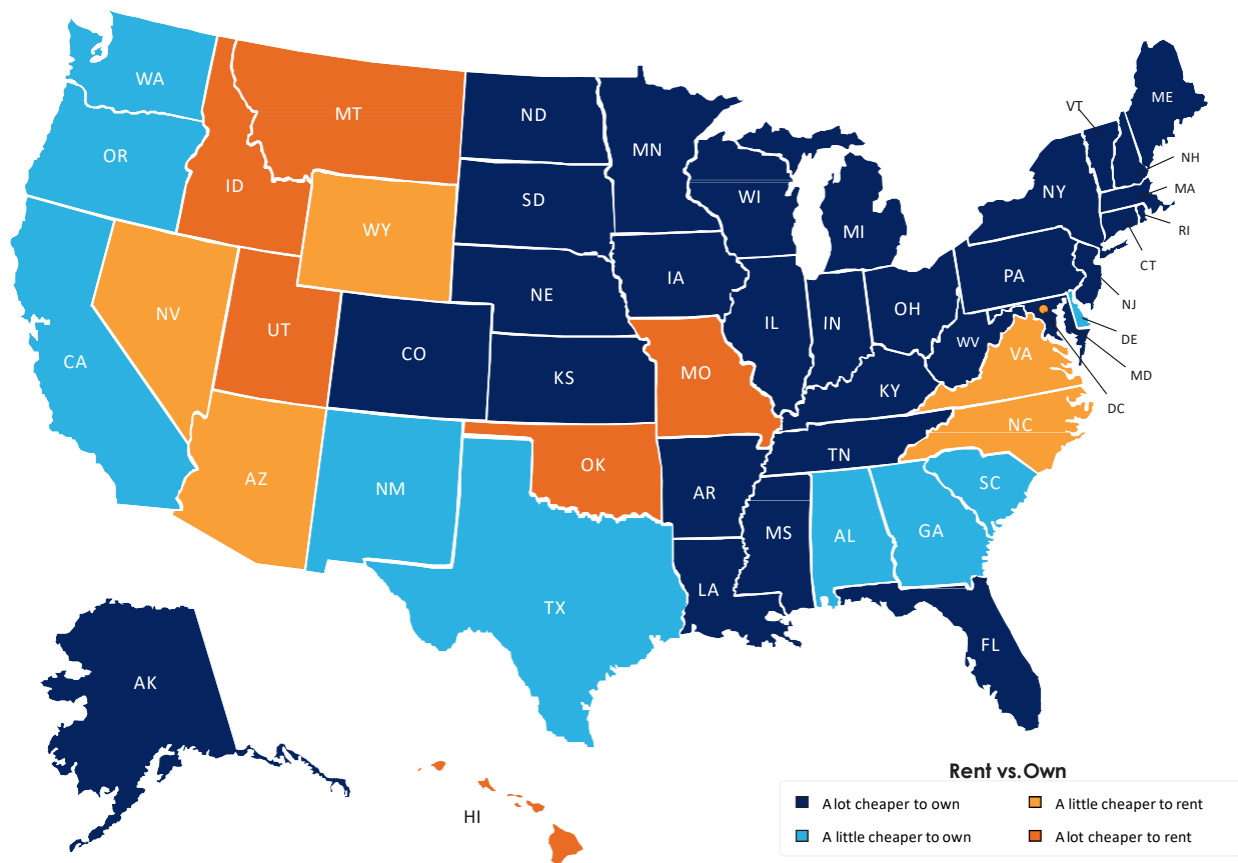 WA
MT
ND
MN
VT
ME
OR
ID
SD
WI
MI
NY
NH
MA
RI
CT
WY
NV
UT
CO
NE
IA
IL
IN
OH
PA
NJ
DE
MD
DC
CA
KS
MO
KY
WV
VA
AZ
NM
OK
AR
TN
NC
SC
TX
LA
MS
AL
GA
FL
AK
HI
Rent vs. Own
A lot cheaper to own
A little cheaper to rent
A little cheaper to own
A lot cheaper to rent